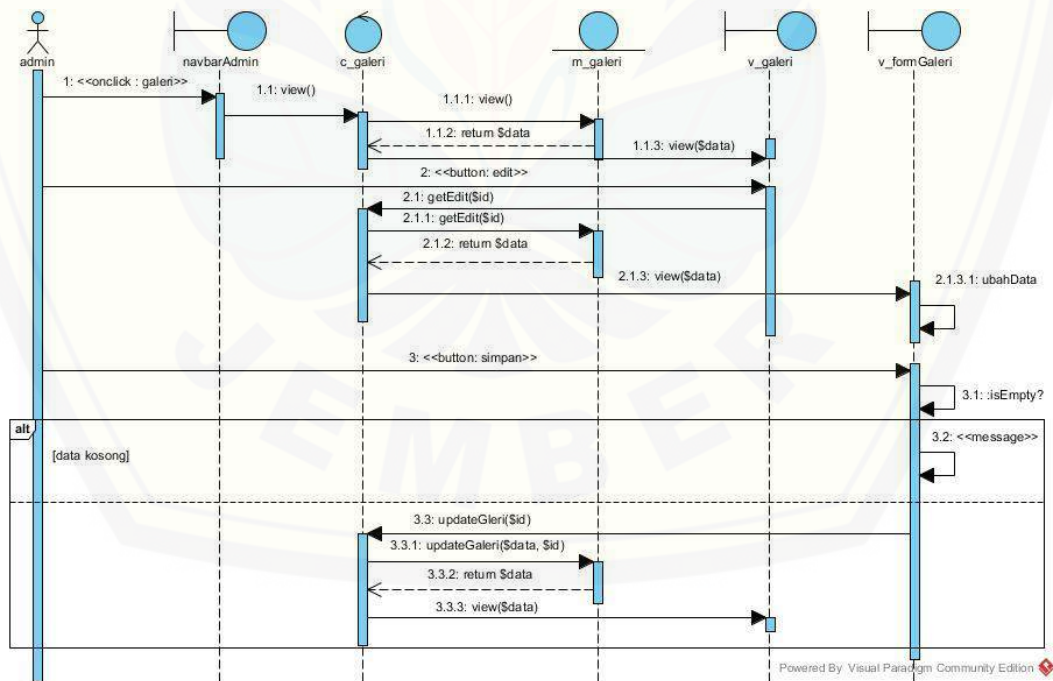 admin
navbarAdmin
c_galeri
m_galeri
v_galeri
v_formGaleri
1: <<onclick : galeri>>
1.1: view()
1.1.1: view()
1.1.2: return $data
1.1.3: view($data)
2: <<button: edit>>
2.1: getEdit($id)
2.1.1: getEdit($id)
2.1.2: return $data
2.1.3: view($data)
2.1.3.1: ubahData
3: <<button: simpan>>
3.1: :isEmpty?
alt
3.2: <<message>>
[data kosong]
3.3: updateGleri($id)
3.3.1: updateGaleri($data, $id)
3.3.2: return $data
3.3.3: view($data)
JEMBER
Powered By Visual Paradigm Community Edition